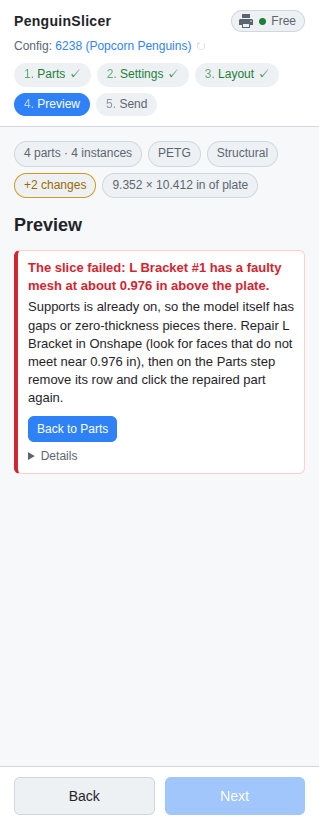 PenguinSlicer
Free
Config: 6238 (Popcorn Penguins)
1. Parts ✓
2. Settings ✓
3. Layout ✓
4. Preview
5. Send
4 parts · 4 instances
PETG
Structural
+2 changes
9.352 × 10.412 in of plate
Preview
The slice failed: L Bracket #1 has a faulty
mesh at about 0.976 in above the plate.
Supports is already on, so the model itself has
gaps or zero-thickness pieces there. Repair L
Bracket in Onshape (look for faces that do not
meet near 0.976 in), then on the Parts step
remove its row and click the repaired part
again.
Back to Parts
Details
Back
Next